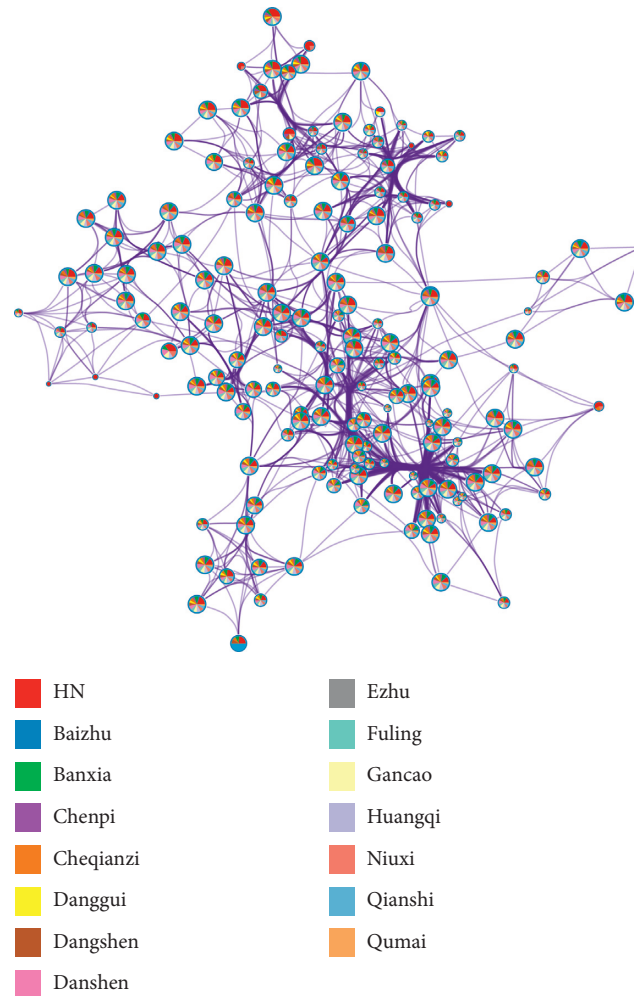 HN
Baizhu
Banxia
Chenpi
Cheqianzi
Danggui
Dangshen
Danshen
Ezhu
Fuling
Gancao
Huangqi
Niuxi
Qianshi
Qumai